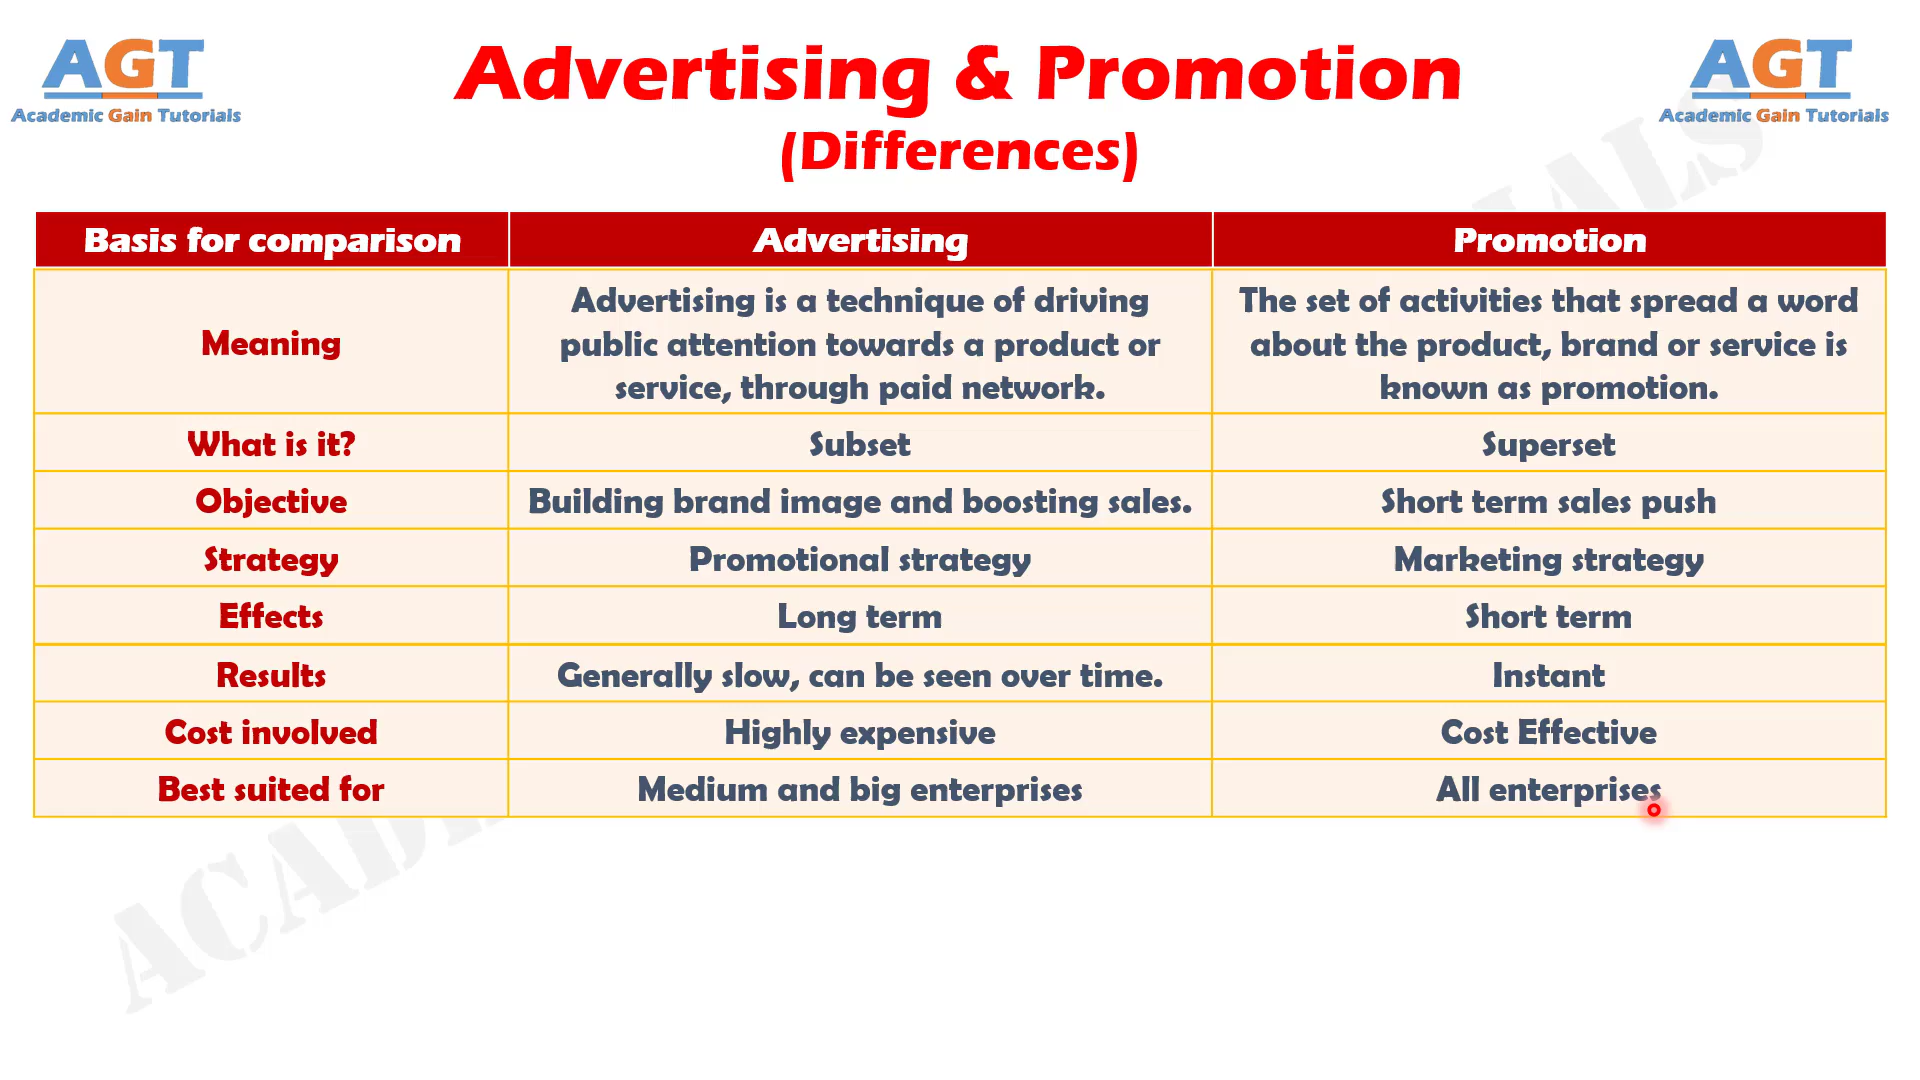 AGT
Academic Gain Tutorials
Advertising & Promotion
(Differences)
AGT
Academic Gain Tutorials
Basis for comparison
Advertising
Promotion
Meaning
Advertising is a technique of driving
public attention towards a product or
service, through paid network.
The set of activities that spread a word
about the product, brand or service is
known as promotion.
What is it?
Subset
Superset
Objective
Building brand image and boosting sales.
Short term sales push
Strategy
Promotional strategy
Marketing strategy
Effects
Long term
Short term
Results
Generally slow, can be seen over time.
Instant
Cost involved
Highly expensive
Cost Effective
Best suited for
Medium and big enterprises
All enterprises